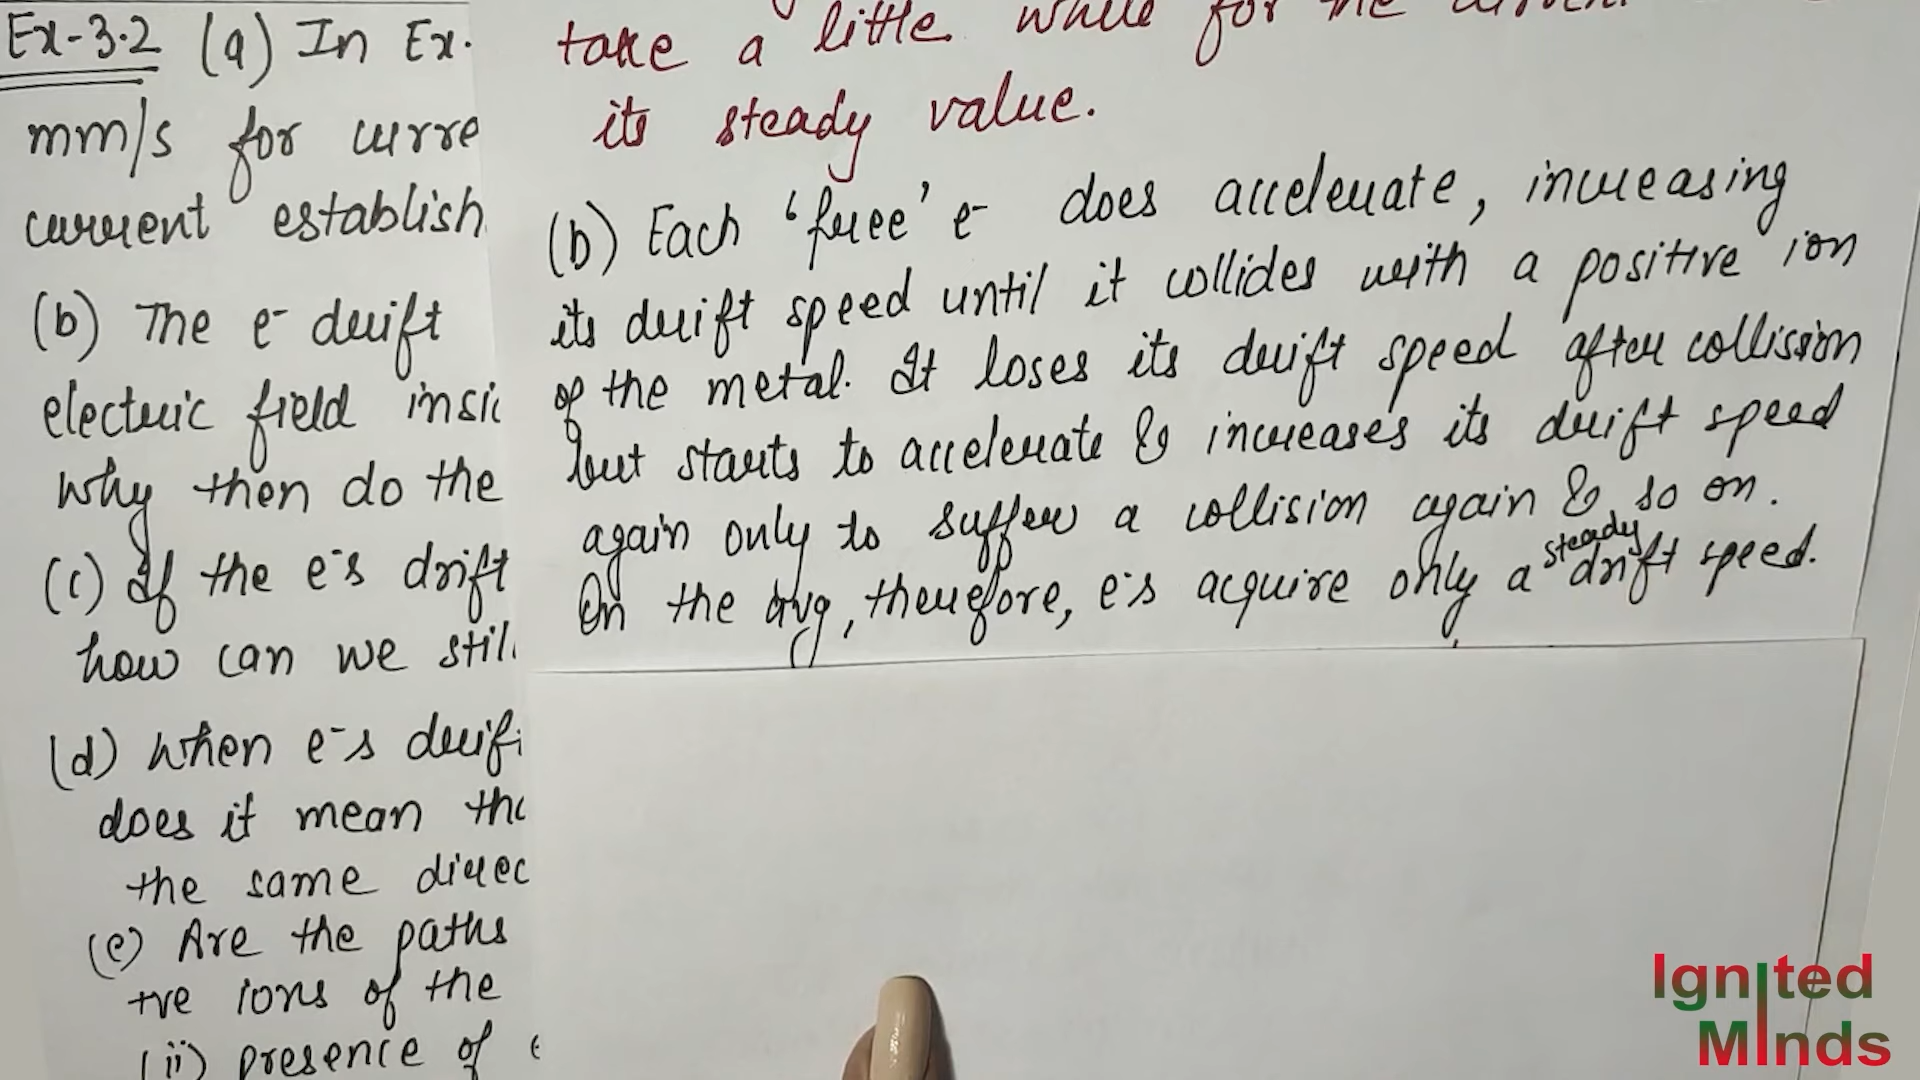 Ex-3.2 (a) In Ex.
mm/s for curre
current establish
(b) The e- drift
electric field insi
why then do the
(c) If the e-s drift
how can we still
(d) when e-s drif
does it mean tha
the same direc
(e) Are the paths
+ve ions of the
(ii) presence of e
take a little while for the
its steady value.
(b) Each 'free' e- does accelerate, increasing
its drift speed until it collides with a positive ion
of the metal. It loses its drift speed after collision
but starts to accelerate & increases its drift speed
again only to suffer a collision again & so on.
On the avg, therefore, e-s acquire only a steady drift speed.
Ignited
Minds